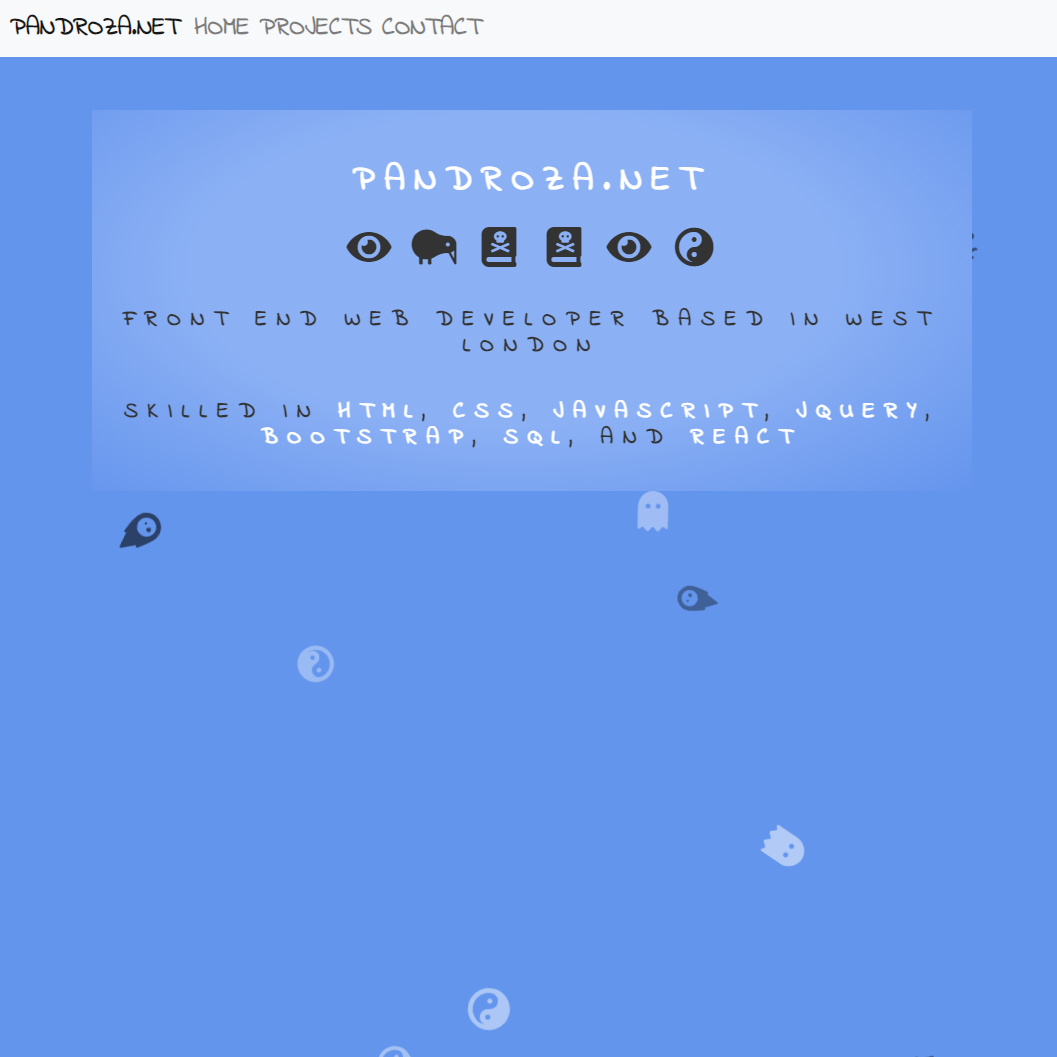 PANDROZA.NET HOME PROJECTS CONTACT
PANDROZA.NET
FRONT END WEB DEVELOPER BASED IN WEST
LONDON
SKILLED IN HTML, CSS, JAVASCRIPT, JQUERY,
BOOTSTRAP, SQL, AND REACT